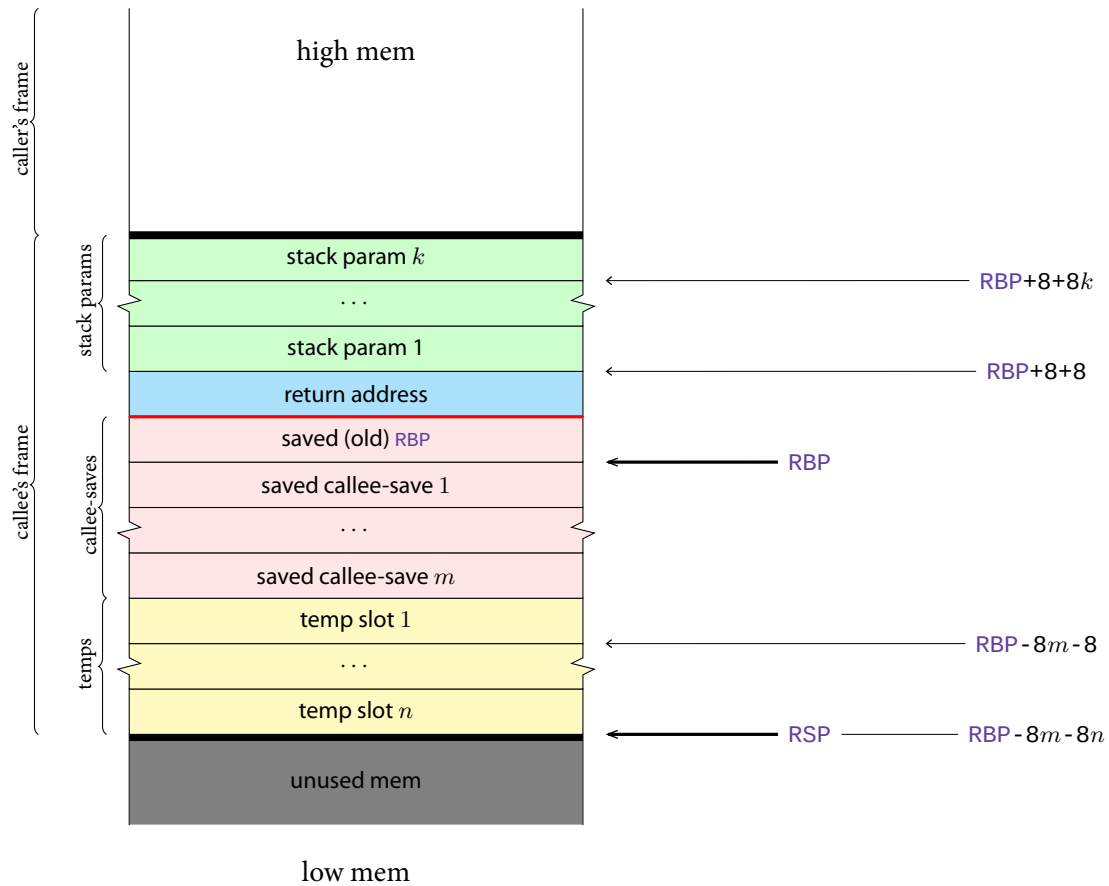 high mem
caller's frame
stack params
stack param k
RBP+8+8k
...
stack param 1
RBP+8+8
return address
callee's frame
callee-saves
saved (old) RBP
RBP
saved callee-save 1
...
saved callee-save m
temps
temp slot 1
RBP-8m-8
...
temp slot n
RSP
RBP-8m-8n
unused mem
low mem